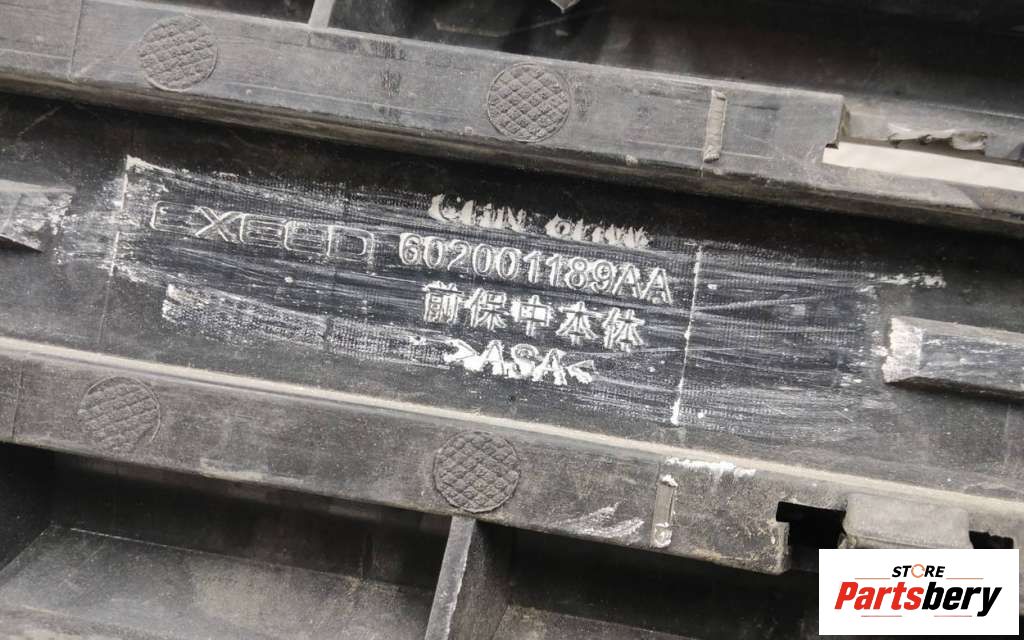 EXEED
602001189AA
前保中本体
>ASA<
STORE
Partsbery